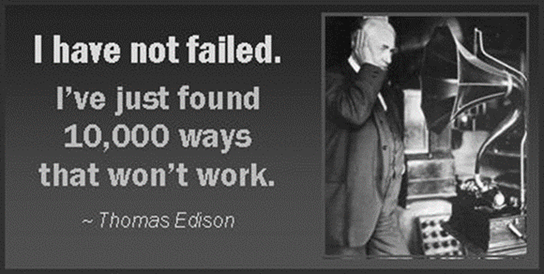 I have not failed.
I've just found
10,000 ways
that won't work.
~ Thomas Edison